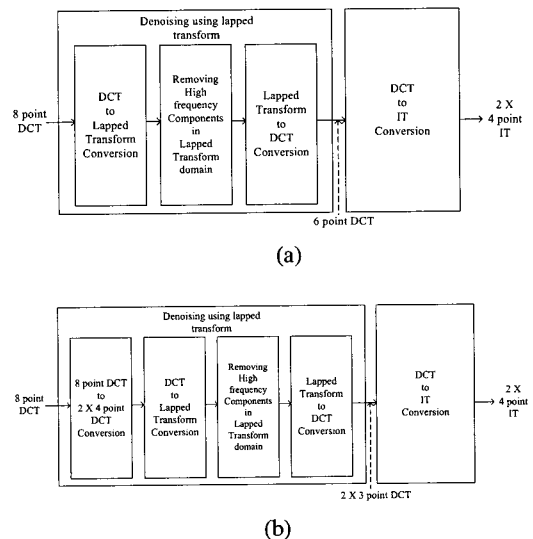 Denoising using lapped
transform
8 point
DCT
DCT
to
Lapped
Transform
Conversion
Removing
High
frequency
Components
in
Lapped
Transform
domain
Lapped
Transform
to
DCT
Conversion
DCT
to
IT
Conversion
2 X
4 point
IT
6 point DCT
(a)
Denoising using lapped
transform
8 point
DCT
8 point DCT
to
2 X 4 point
DCT
Conversion
DCT
to
Lapped
Transform
Conversion
Removing
High
frequency
Components
in
Lapped
Transform
domain
Lapped
Transform
to
DCT
Conversion
DCT
to
IT
Conversion
2 X
4 point
IT
2 X 3 point DCT
(b)